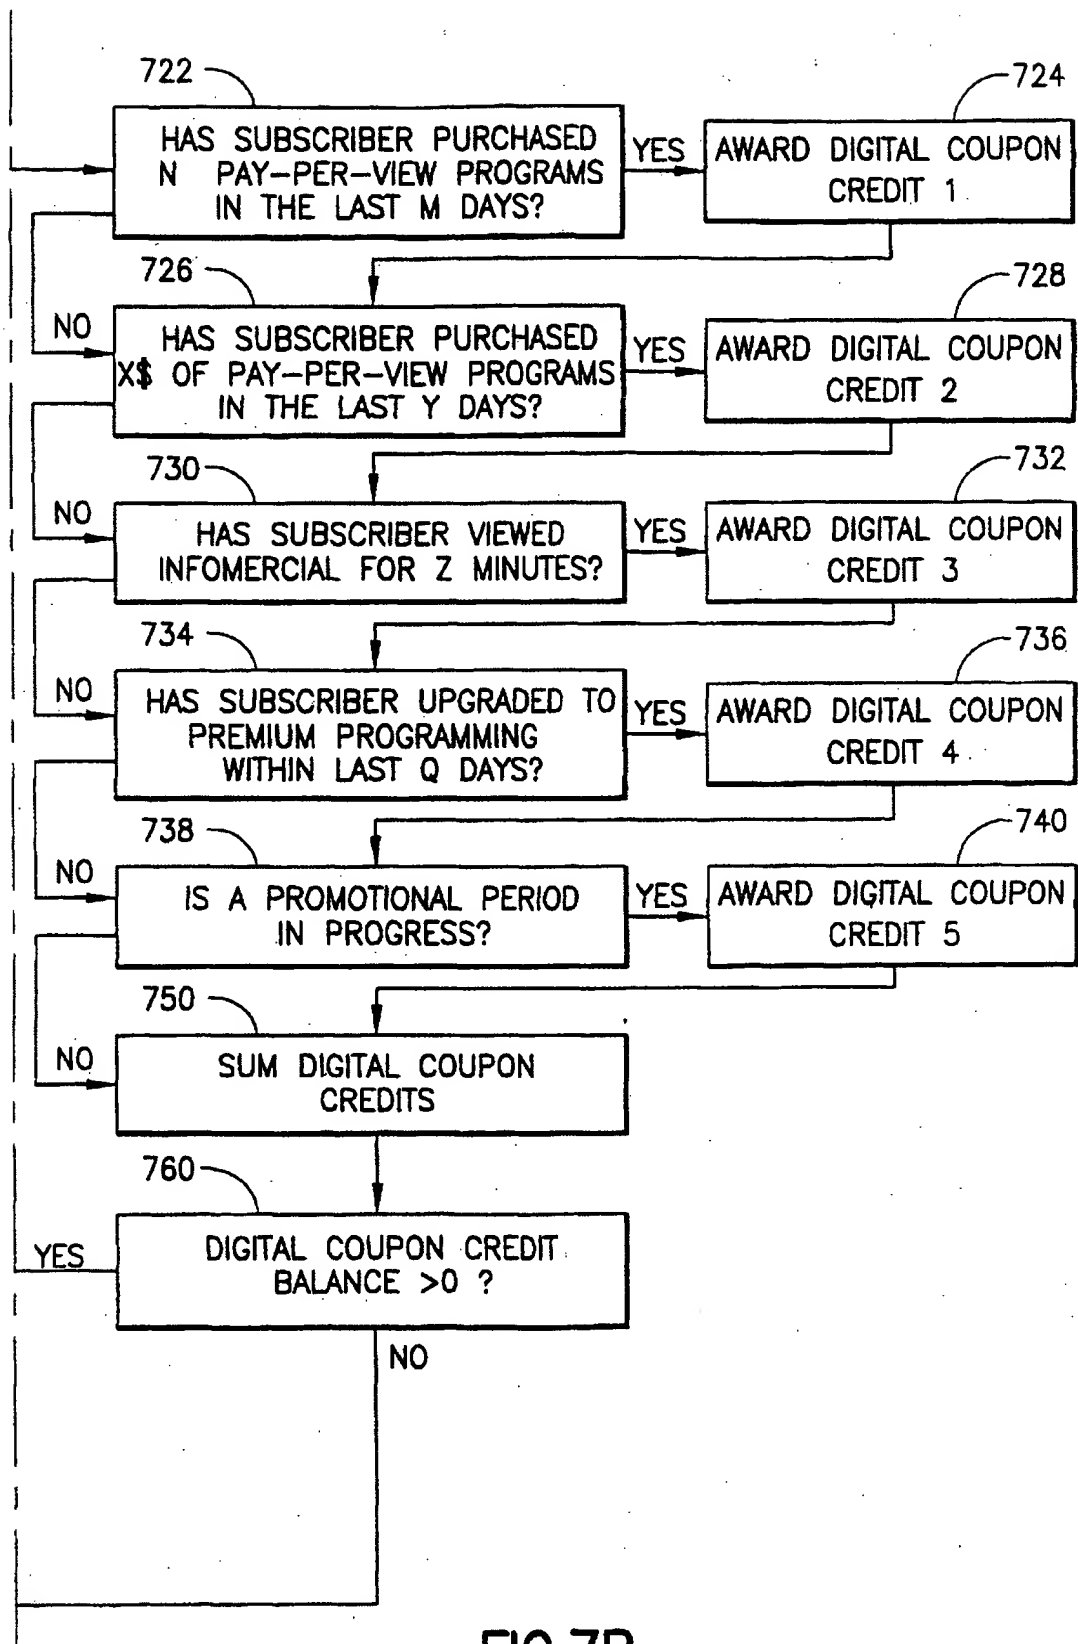 722
724
HAS SUBSCRIBER PURCHASED
N PAY-PER-VIEW PROGRAMS
IN THE LAST M DAYS?
YES
AWARD DIGITAL COUPON
CREDIT 1
726
728
NO
HAS SUBSCRIBER PURCHASED
X$ OF PAY-PER-VIEW PROGRAMS
IN THE LAST Y DAYS?
YES
AWARD DIGITAL COUPON
CREDIT 2
730
732
NO
HAS SUBSCRIBER VIEWED
INFOMERCIAL FOR Z MINUTES?
YES
AWARD DIGITAL COUPON
CREDIT 3
734
736
NO
HAS SUBSCRIBER UPGRADED TO
PREMIUM PROGRAMMING
WITHIN LAST Q DAYS?
YES
AWARD DIGITAL COUPON
CREDIT 4
738
740
NO
IS A PROMOTIONAL PERIOD
IN PROGRESS?
YES
AWARD DIGITAL COUPON
CREDIT 5
750
NO
SUM DIGITAL COUPON
CREDITS
760
YES
DIGITAL COUPON CREDIT
BALANCE >0 ?
NO